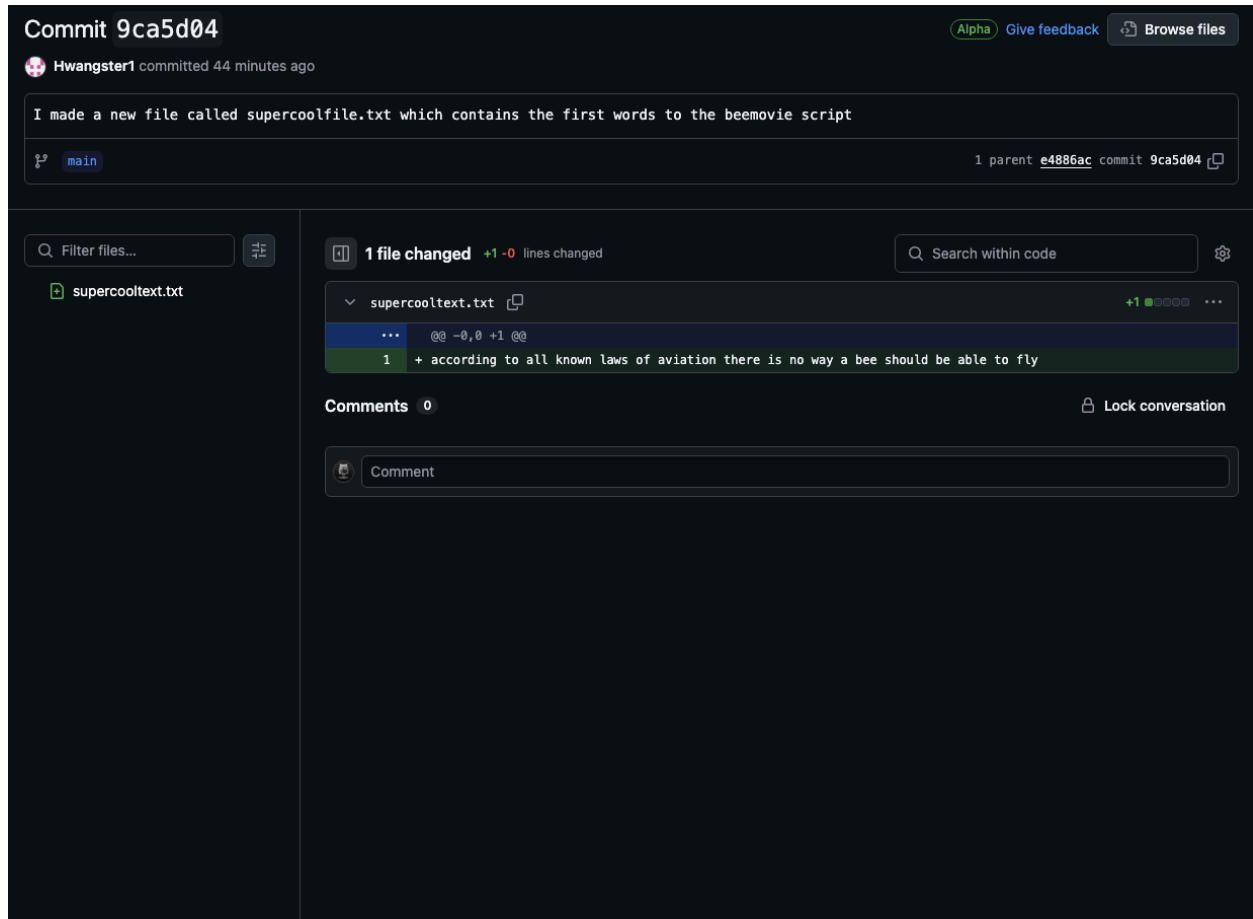 Commit 9ca5d04
Alpha Give feedback Browse files
Hwangster1 committed 44 minutes ago
I made a new file called supercoolfile.txt which contains the first words to the beemovie script
main
1 parent e4886ac commit 9ca5d04
Filter files...
supercooltext.txt
1 file changed +1 -0 lines changed
Search within code
supercooltext.txt
+1
@@ -0,0 +1 @@
1 + according to all known laws of aviation there is no way a bee should be able to fly
Comments 0
Lock conversation
Comment